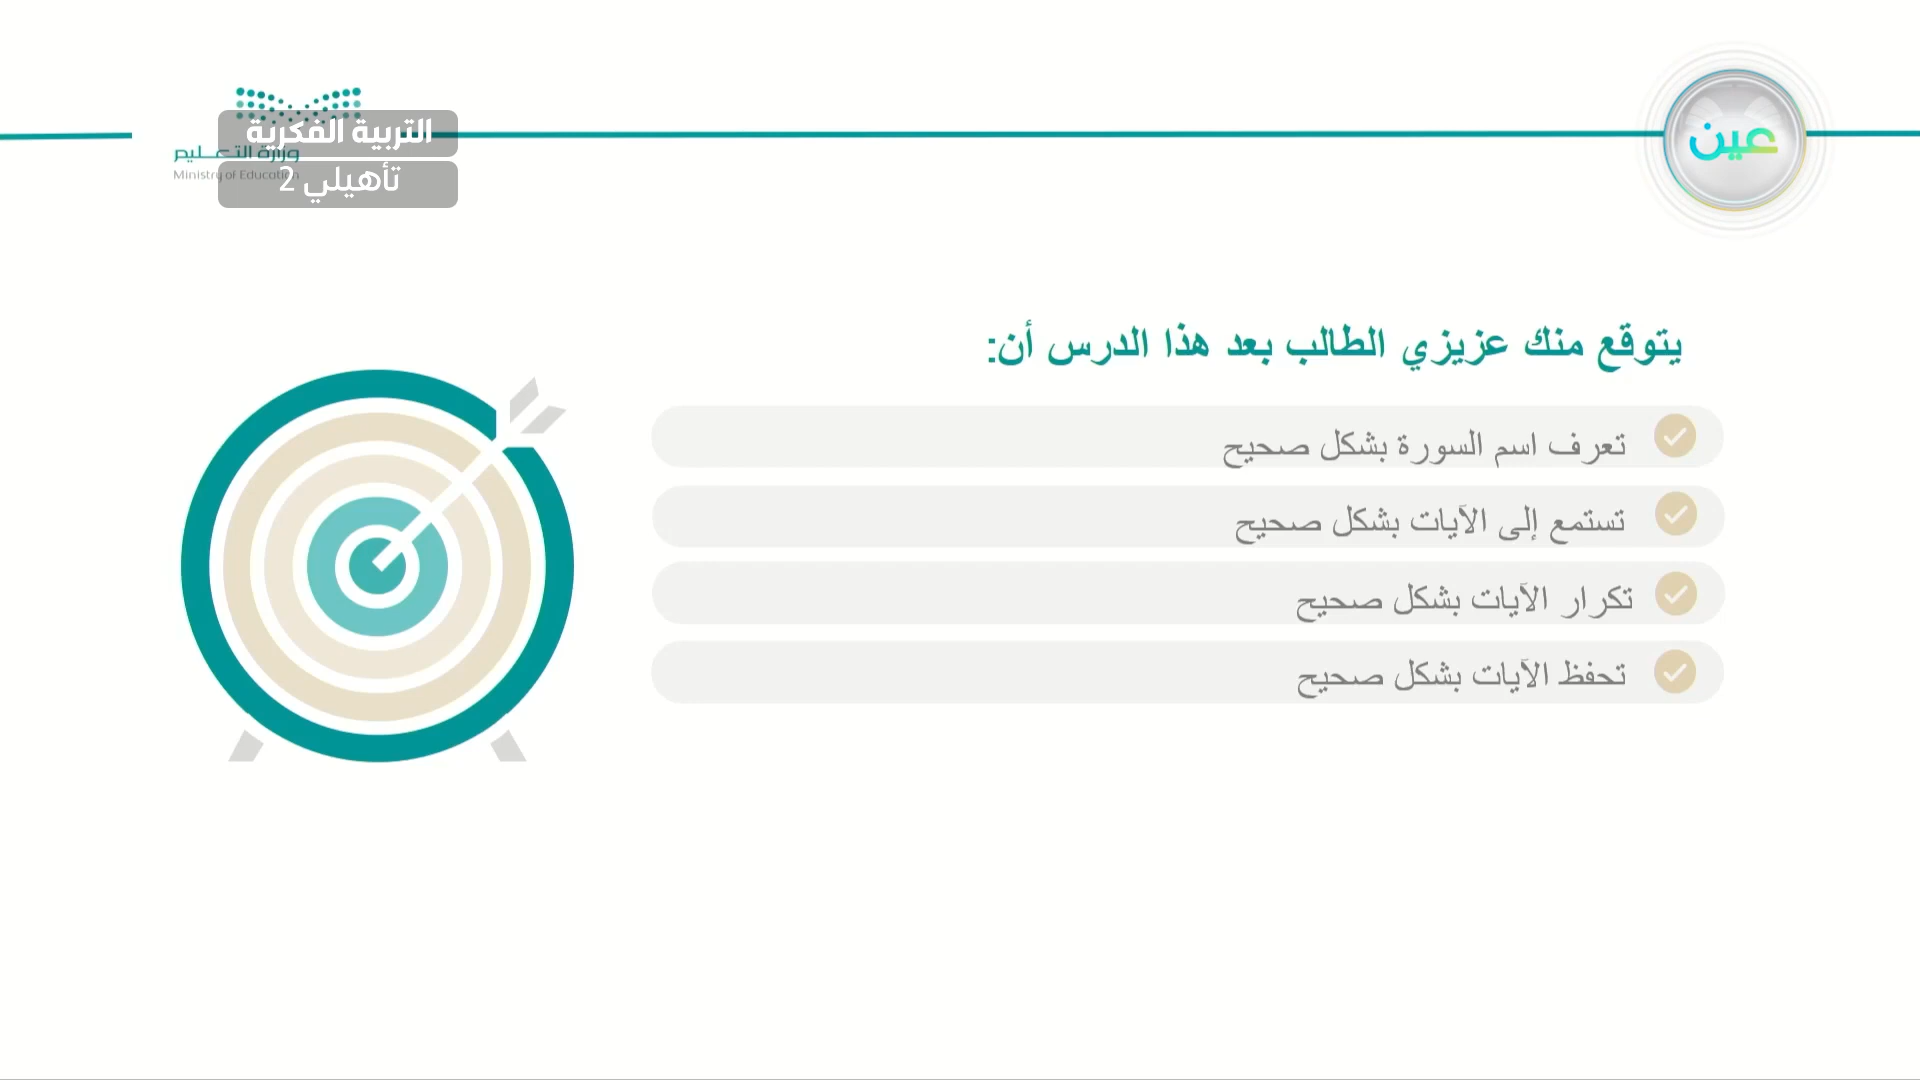 التربية الفكرية
وزارة التعليم
Ministry of Education
تأهيلي 2
عين
يتوقع منك عزيزي الطالب بعد هذا الدرس أن:
تعرف اسم السورة بشكل صحيح
تستمع إلى الآيات بشكل صحيح
تكرار الآيات بشكل صحيح
تحفظ الآيات بشكل صحيح